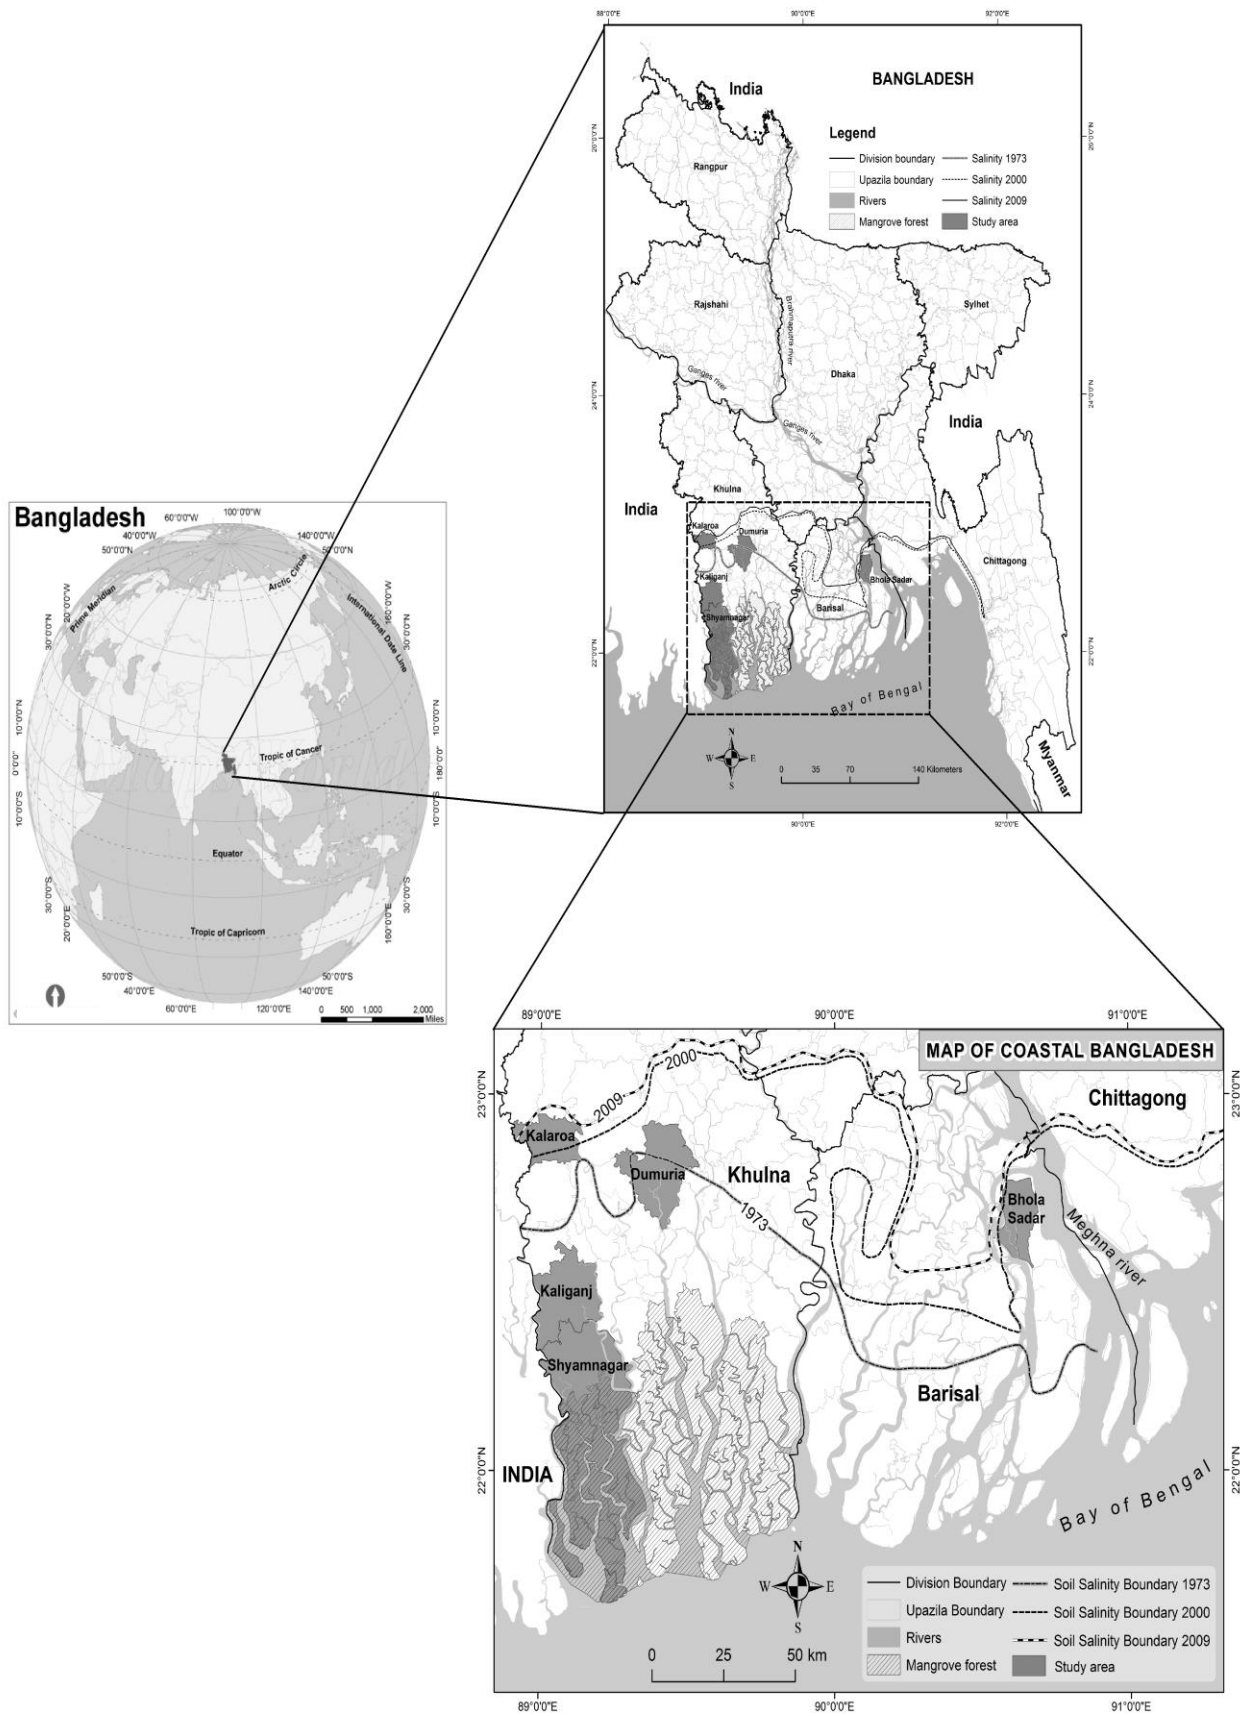 88°0'0"E
90°0'0"E
92°0'0"E
BANGLADESH
India
Legend
Division boundary
Salinity 1973
Upazila boundary
Salinity 2000
Rivers
Salinity 2009
Mangrove forest
Study area
26°0'0"N
26°0'0"N
Rangpur
Rajshahi
Brahmaputra river
Sylhet
Dhaka
Ganges river
24°0'0"N
24°0'0"N
Ganges river
India
Khulna
India
Kalaroa
Dumuria
Chittagong
Kaliganj
Bhola Sadar
Barisal
Shyamnagar
22°0'0"N
22°0'0"N
Bay of Bengal
N
W
E
S
0
35
70
140 Kilometers
Myanmar
90°0'0"E
92°0'0"E
Bangladesh
100°0'0"W
60°0'0"W
40°0'0"W
140°0'0"W
50°0'0"N
50°0'0"N
Arctic Circle
Prime Meridian
International Date Line
20°0'0"W
160°0'0"W
30°0'0"N
30°0'0"N
10°0'0"N
10°0'0"N
Tropic of Cancer
0°0'0"
180°0'0"
10°0'0"S
10°0'0"S
Equator
30°0'0"S
30°0'0"S
20°0'0"E
160°0'0"E
Tropic of Capricorn
50°0'0"S
50°0'0"S
40°0'0"E
140°0'0"E
60°0'0"E
120°0'0"E
0
500
1,000
2,000
Miles
89°0'0"E
90°0'0"E
91°0'0"E
MAP OF COASTAL BANGLADESH
2000
2009
23°0'0"N
23°0'0"N
Chittagong
Kalaroa
Dumuria
Khulna
1973
Bhola
Sadar
Meghna river
Kaliganj
Shyamnagar
Barisal
INDIA
22°0'0"N
22°0'0"N
Bay of Bengal
N
W
E
S
0
25
50 km
Division Boundary
Soil Salinity Boundary 1973
Upazila Boundary
Soil Salinity Boundary 2000
Rivers
Soil Salinity Boundary 2009
Mangrove forest
Study area
89°0'0"E
90°0'0"E
91°0'0"E